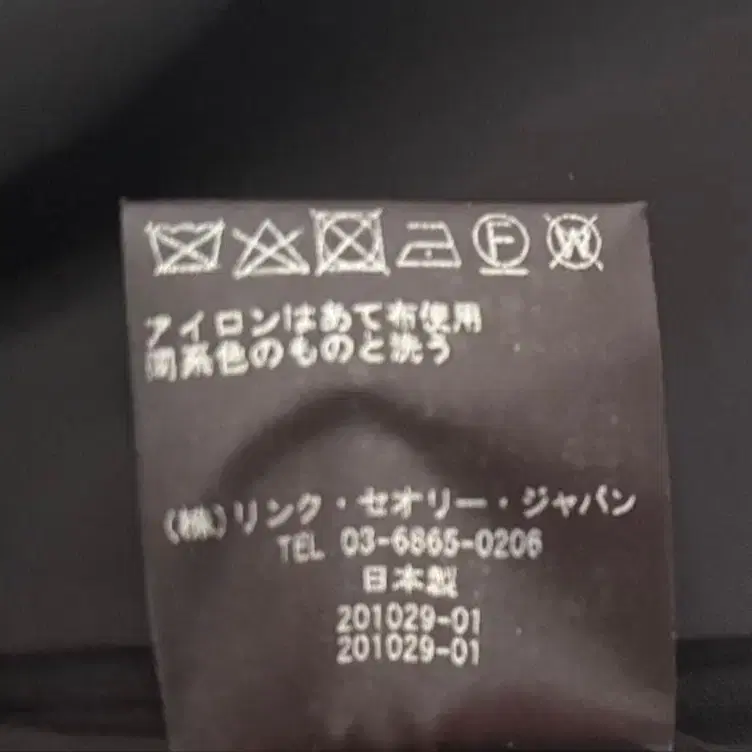 F W
アイロンはあて布使用
同系色のものと洗う
(株)リンク・セオリー・ジャパン
TEL 03-6865-0206
日本製
201029-01
201029-01